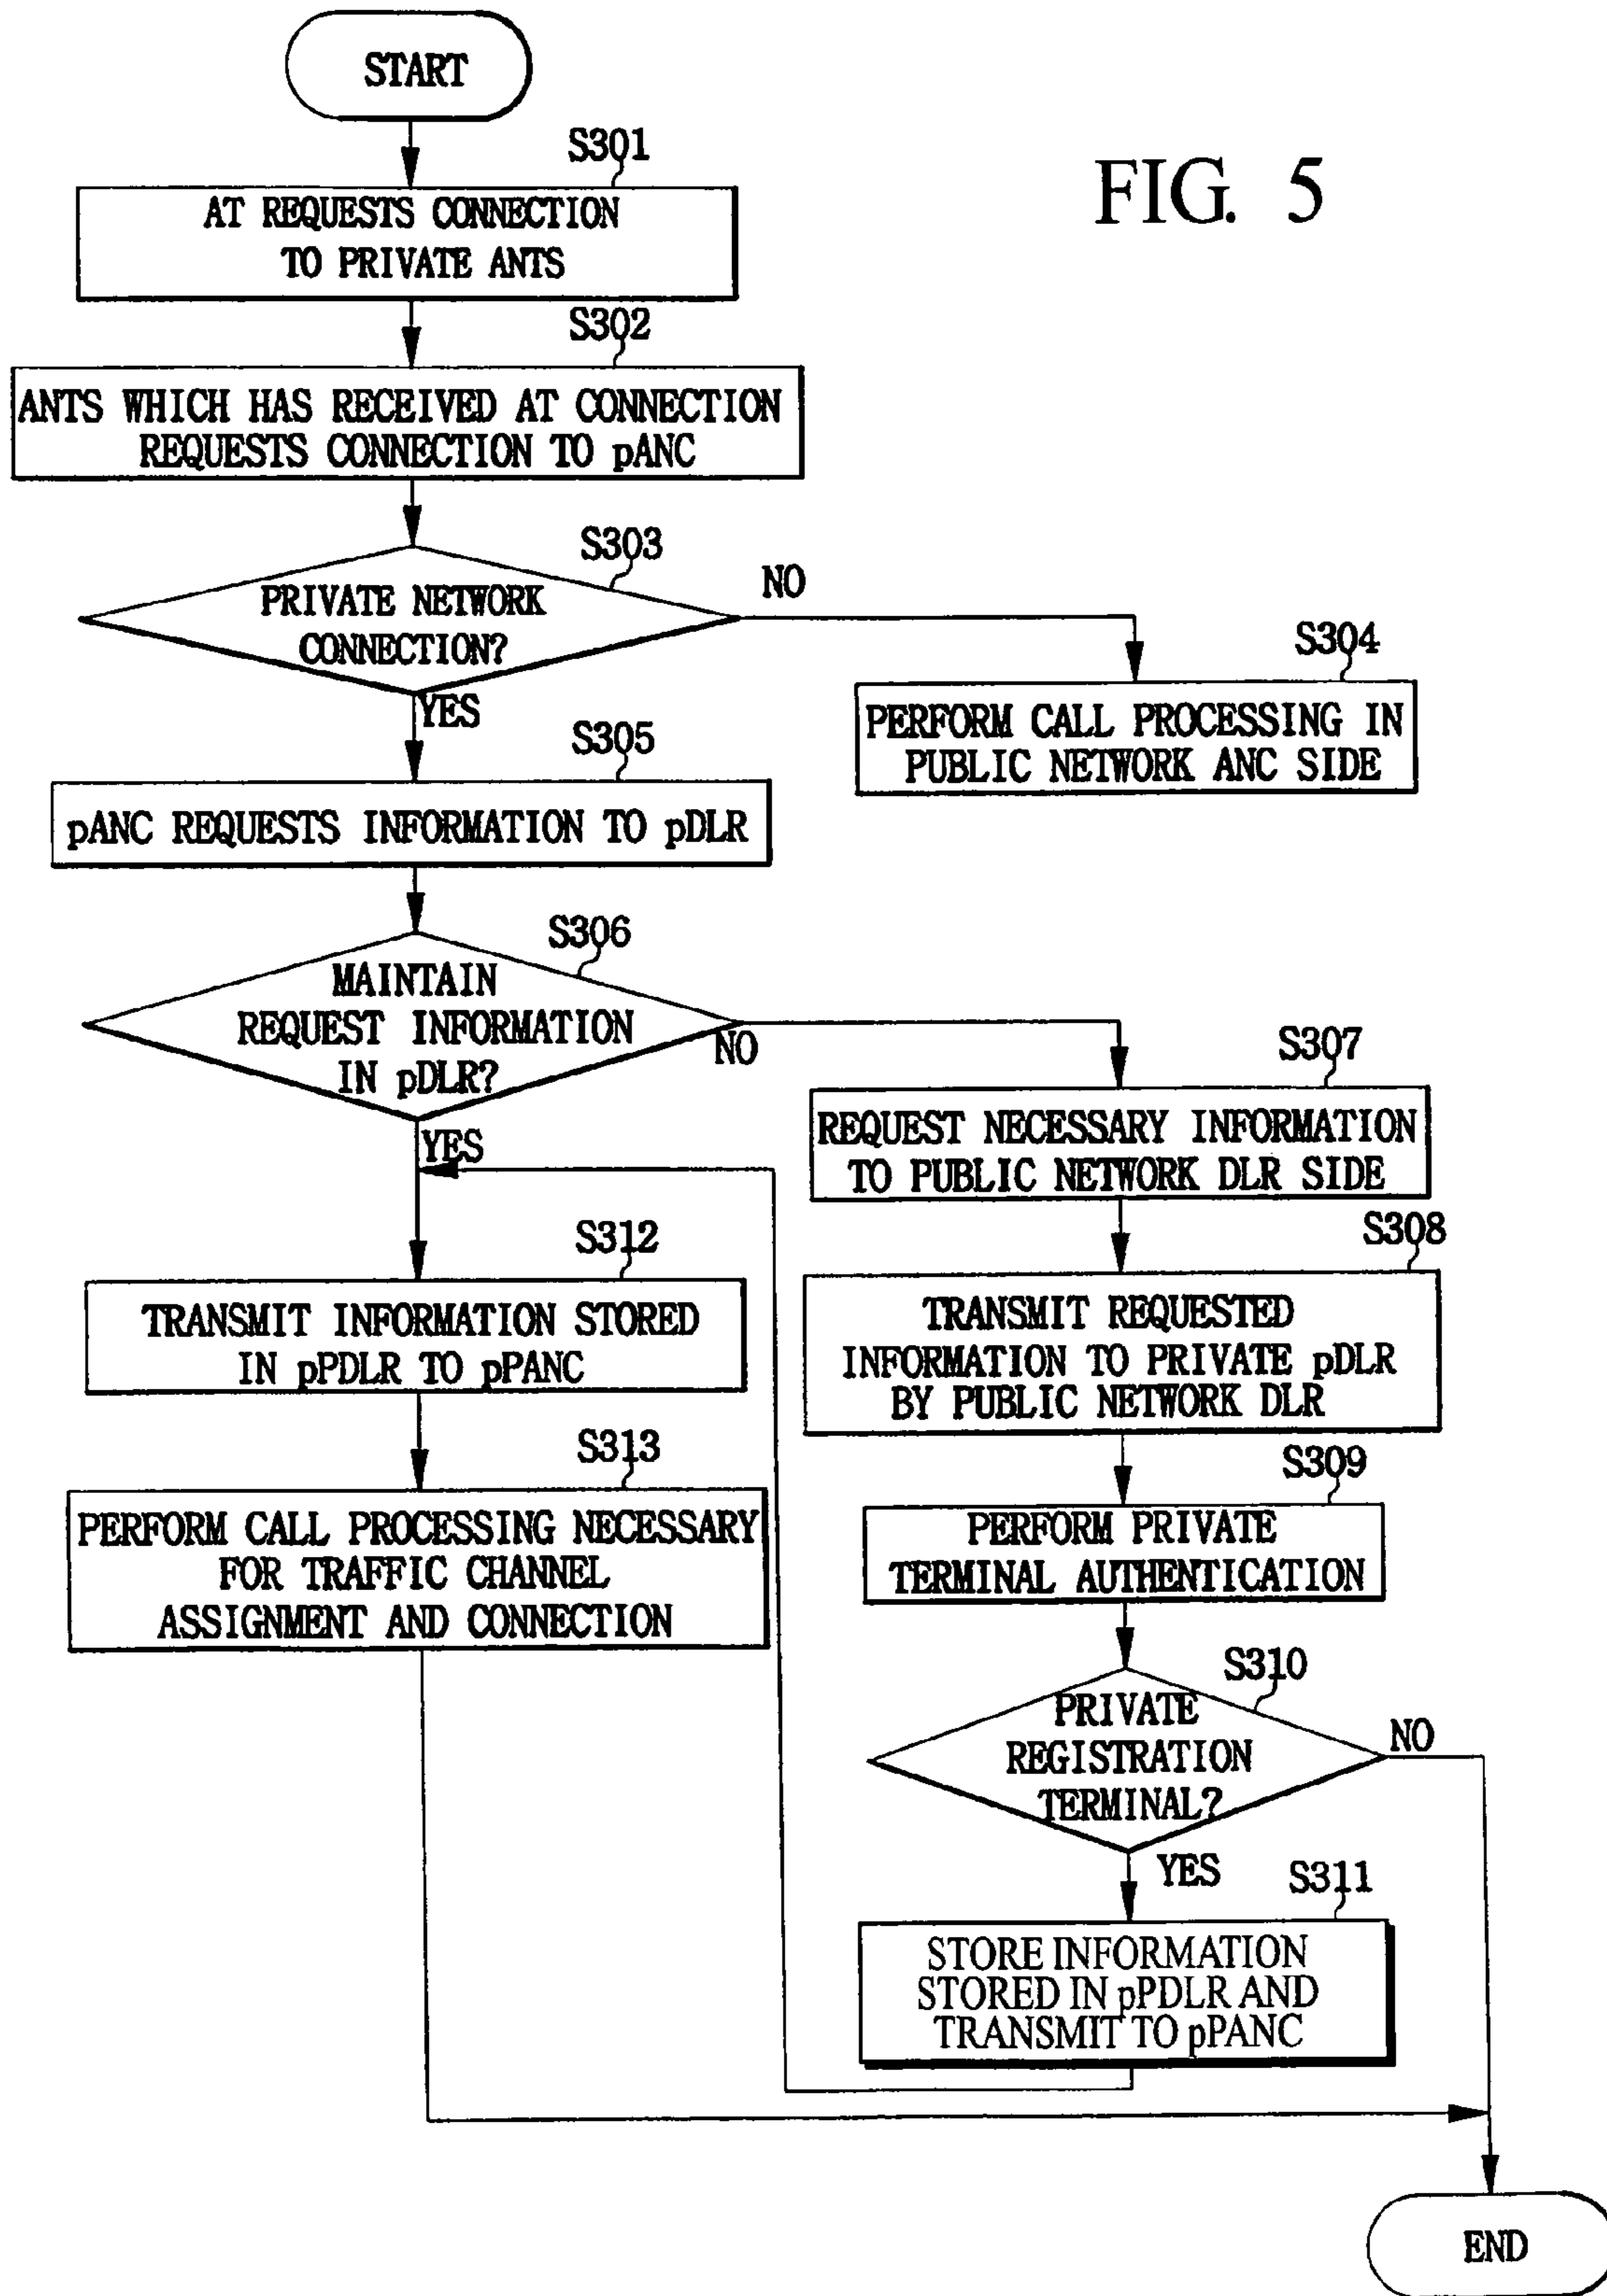 START
FIG. 5
S301
AT REQUESTS CONNECTION
TO PRIVATE ANTS
S302
ANTS WHICH HAS RECEIVED AT CONNECTION
REQUESTS CONNECTION TO pANC
S303
PRIVATE NETWORK
CONNECTION?
NO
YES
S304
PERFORM CALL PROCESSING IN
PUBLIC NETWORK ANC SIDE
S305
pANC REQUESTS INFORMATION TO pDLR
S306
MAINTAIN
REQUEST INFORMATION
IN pDLR?
NO
YES
S307
REQUEST NECESSARY INFORMATION
TO PUBLIC NETWORK DLR SIDE
S308
TRANSMIT REQUESTED
INFORMATION TO PRIVATE pDLR
BY PUBLIC NETWORK DLR
S312
TRANSMIT INFORMATION STORED
IN pPDLR TO pPANC
S309
PERFORM PRIVATE
TERMINAL AUTHENTICATION
S313
PERFORM CALL PROCESSING NECESSARY
FOR TRAFFIC CHANNEL
ASSIGNMENT AND CONNECTION
S310
PRIVATE
REGISTRATION
TERMINAL?
NO
YES
S311
STORE INFORMATION
STORED IN pPDLR AND
TRANSMIT TO pPANC
END